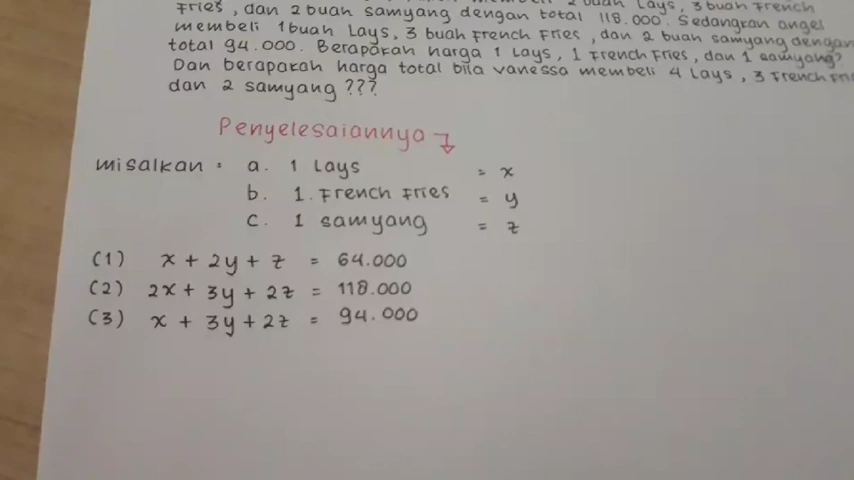 Fries, dan 2 buah samyang dengan total 118.000. Sedangkan angel
membeli 1 buah Lays, 3 buah French Fries, dan 2 buah samyang dengan
total 94.000. Berapakah harga 1 Lays, 1 French Fries, dan 1 samyang?
Dan berapakah harga total bila vanessa membeli 4 Lays, 3 French Fri
dan 2 samyang ???
Penyelesaiannya
misalkan : a. 1 Lays = x
b. 1. French Fries = y
c. 1 samyang = z
(1) x + 2y + z = 64.000
(2) 2x + 3y + 2z = 118.000
(3) x + 3y + 2z = 94.000